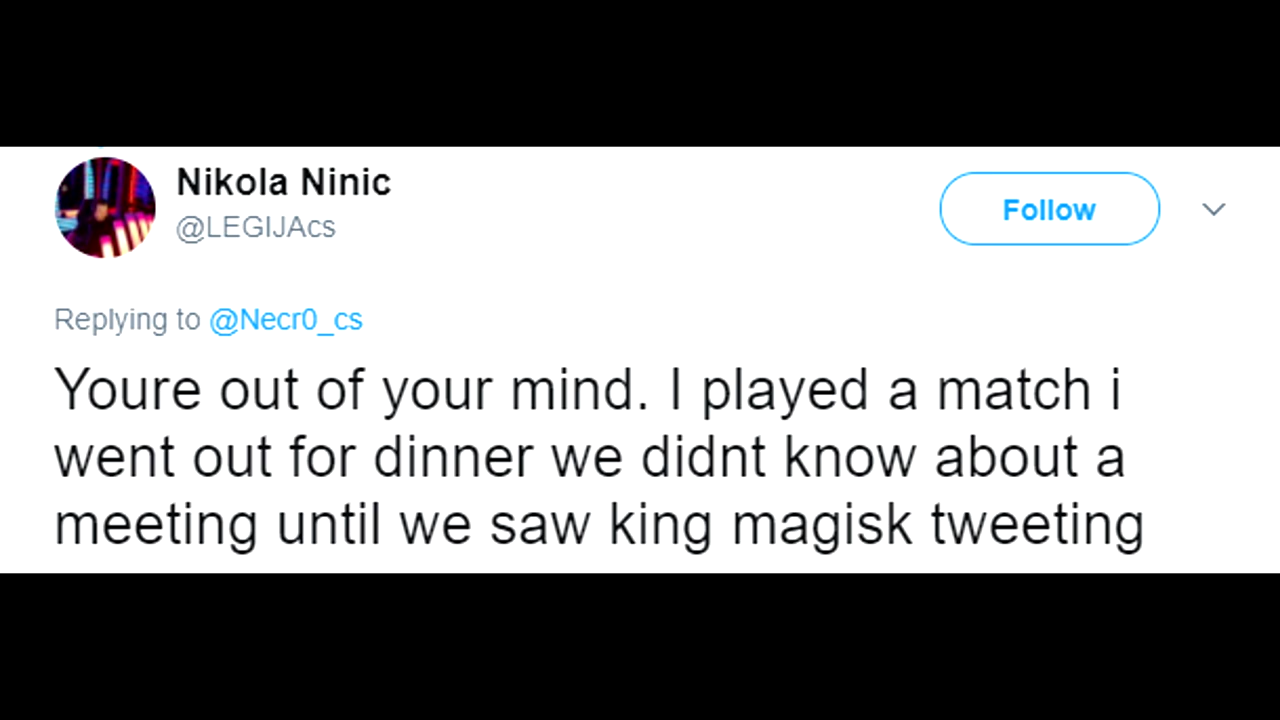 Nikola Ninic
@LEGIJAcs
Follow
Replying to @Necr0_cs
Youre out of your mind. I played a match i
went out for dinner we didnt know about a
meeting until we saw king magisk tweeting